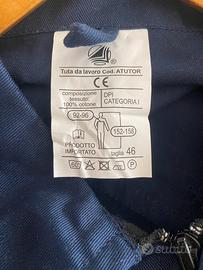 Tuta da lavoro Cod. ATUTOR
CE
composizione
tessuto:
100% cotone
DPI
CATEGORIA I
92-96
152-158
PRODOTTO
IMPORTATO
taglia 46
P
subito